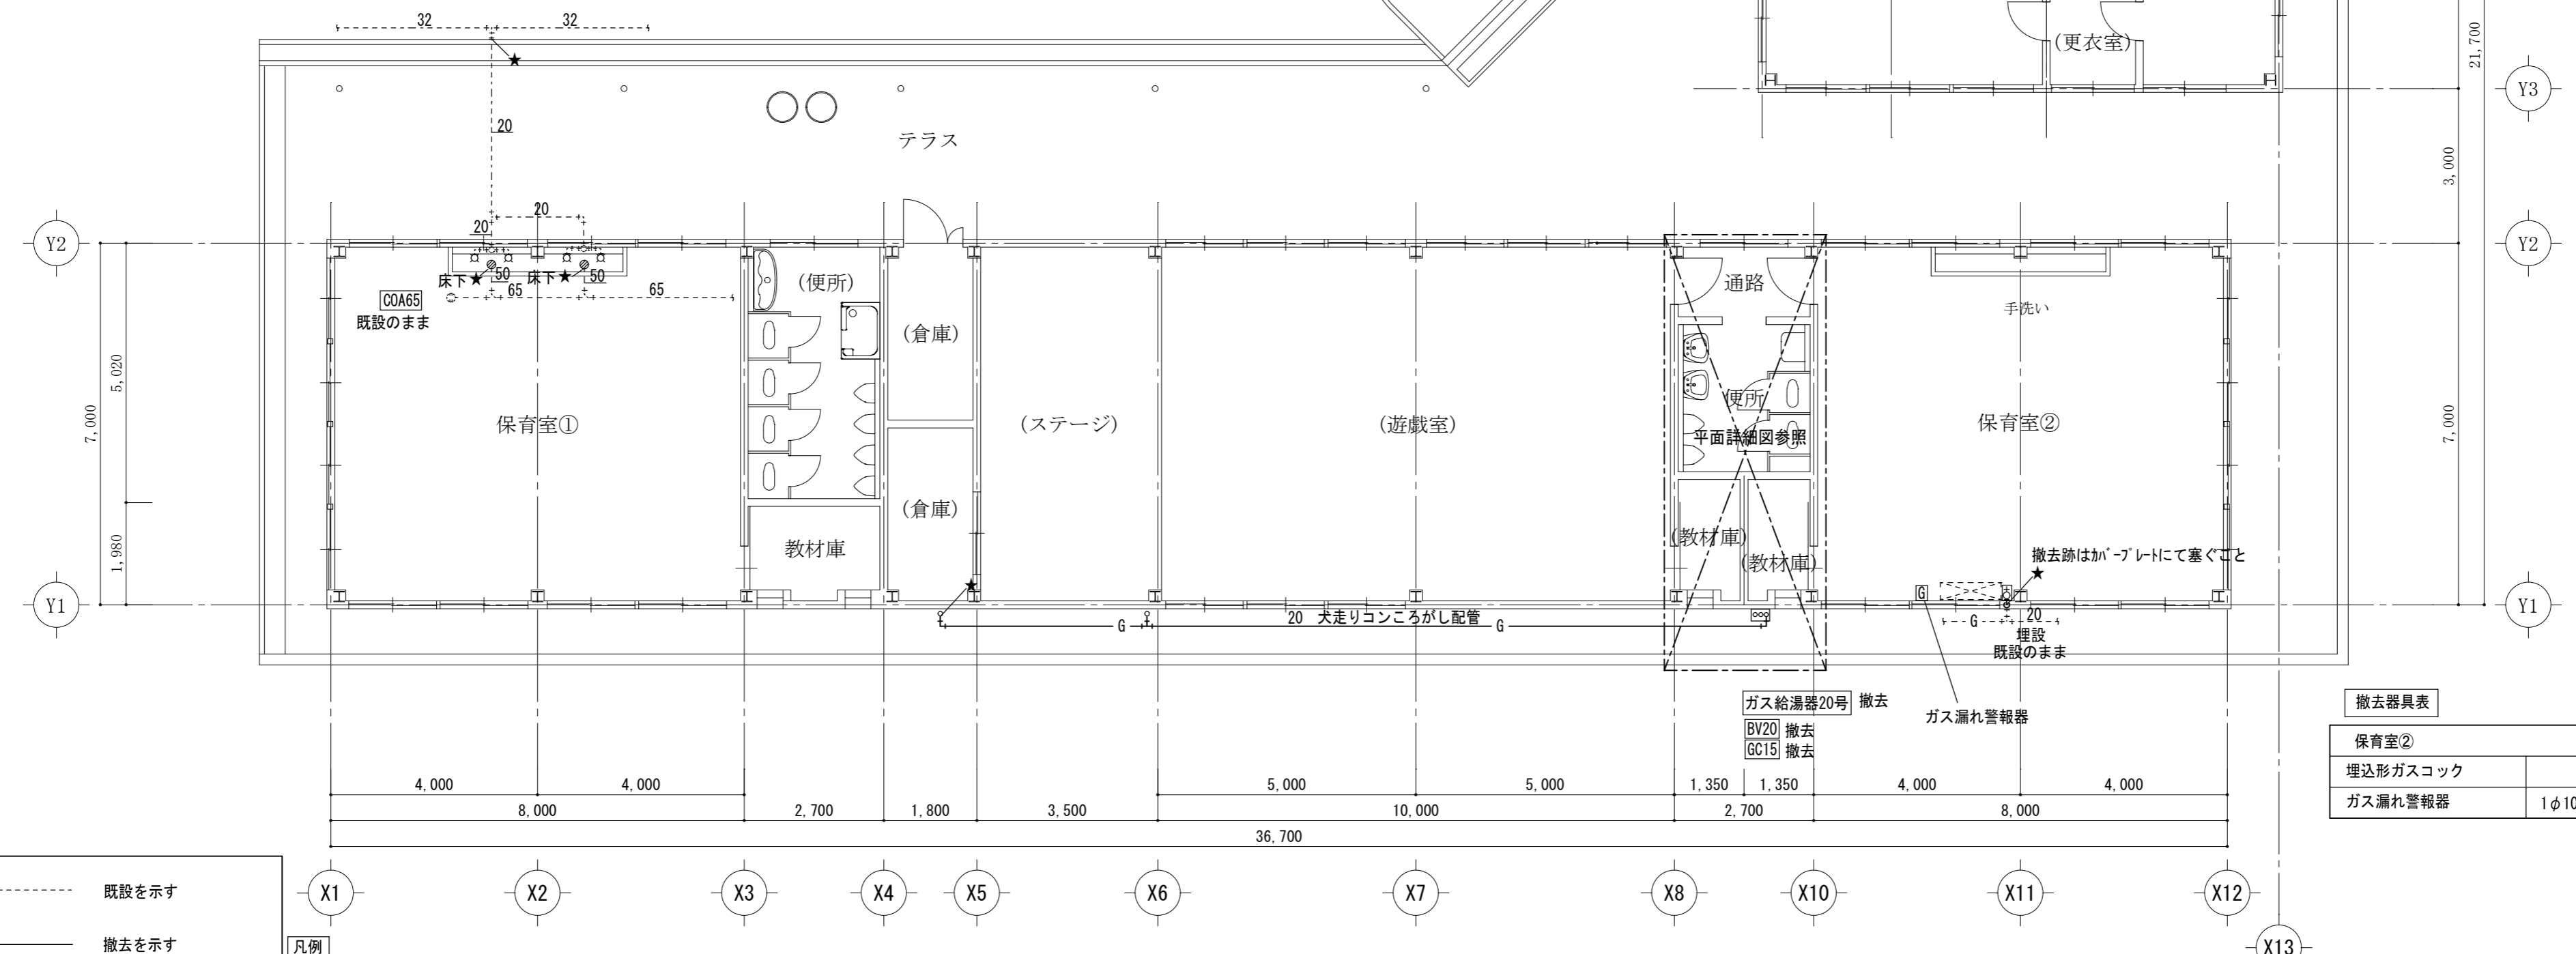 32
32
★
(更衣室)
21,700
Y3
20
テラス
3,000
Y2
20
20
Y2
床下★
50
床下★
50
65
65
COA65
既設のまま
(便所)
(倉庫)
通路
手洗い
5,020
7,000
保育室①
(ステージ)
(遊戯室)
便所
平面詳細図参照
保育室②
7,000
1,980
(倉庫)
教材庫
(教材庫)
(教材庫)
撤去跡はカバープレートにて塞ぐこと
★
★
G
Y1
G
20 犬走りコンころがし配管
G
G
20
埋設
既設のまま
Y1
ガス給湯器20号 撤去
BV20 撤去
GC15 撤去
ガス漏れ警報器
撤去器具表
保育室②
埋込形ガスコック
ガス漏れ警報器
1φ10
4,000
4,000
5,000
5,000
1,350
1,350
4,000
4,000
8,000
2,700
1,800
3,500
10,000
2,700
8,000
36,700
X1
X2
X3
X4
X5
X6
X7
X8
X10
X11
X12
X13
既設を示す
撤去を示す
凡例